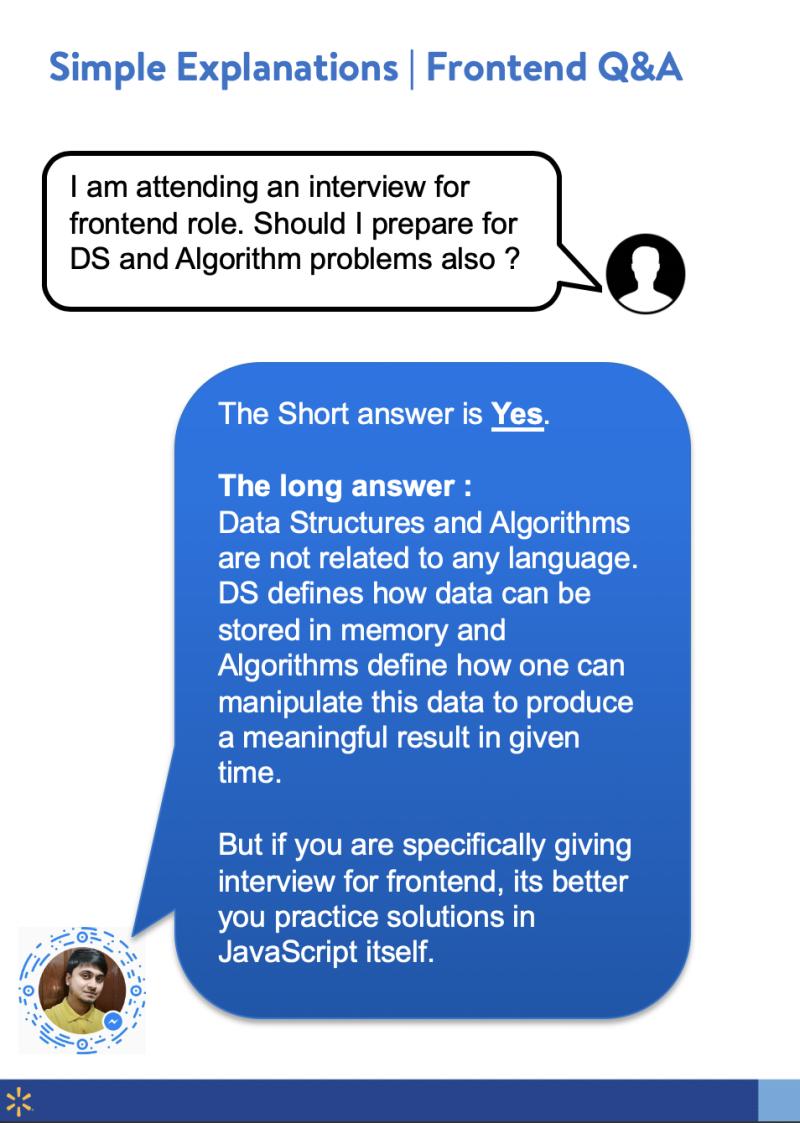 Simple Explanations | Frontend Q&A
I am attending an interview for
frontend role. Should I prepare for
DS and Algorithm problems also ?
The Short answer is Yes.
The long answer :
Data Structures and Algorithms
are not related to any language.
DS defines how data can be
stored in memory and
Algorithms define how one can
manipulate this data to produce
a meaningful result in given
time.
But if you are specifically giving
interview for frontend, its better
you practice solutions in
JavaScript itself.